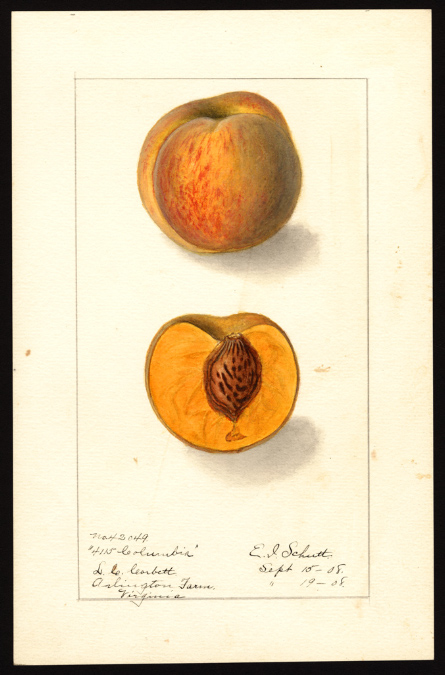 No 42049.
"415 Columbia"
L. C. Corbett.
Arlington Farm.
Virginia
E. I. Schutt.
Sept 15 - 08.
" 19 - 08.